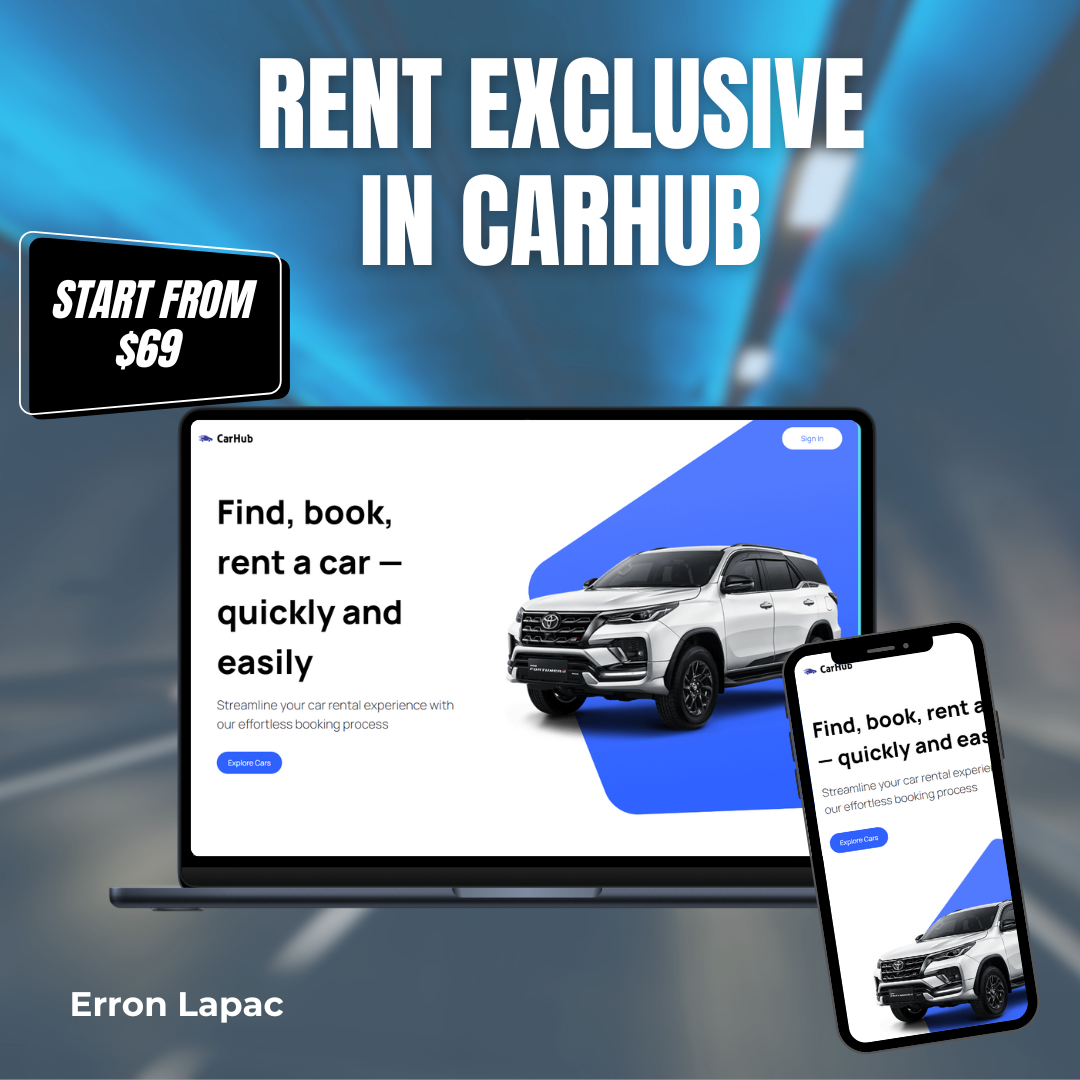 RENT EXCLUSIVE
IN CARHUB
START FROM
$69
CarHub
Sign In
Find, book,
rent a car —
quickly and
easily
Streamline your car rental experience with
our effortless booking process
Explore Cars
FORTUNER
CarHub
Find, book, rent a
— quickly and eas
Streamline your car rental experie
our effortless booking process
Explore Cars
Erron Lapac